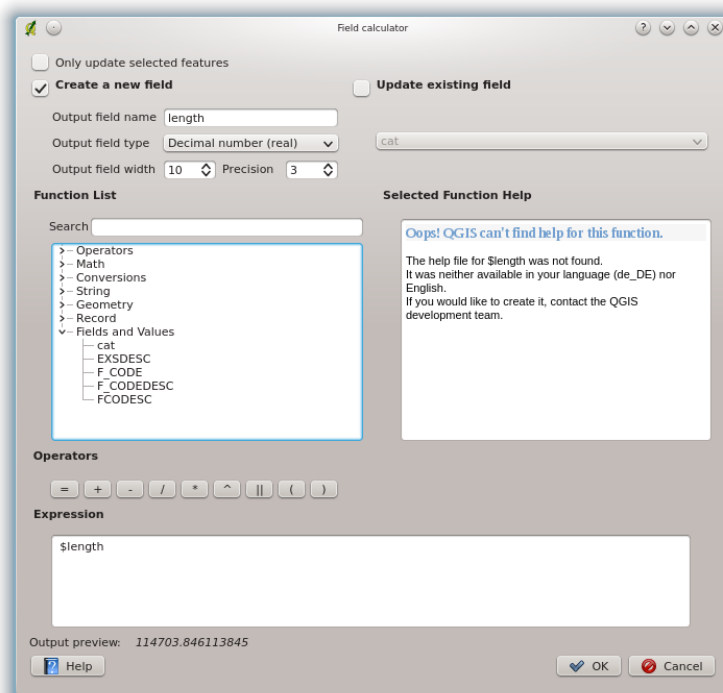 Field calculator
Only update selected features
Create a new field
Update existing field
Output field name length
Output field type Decimal number (real)
cat
Output field width 10 Precision 3
Function List
Selected Function Help
Search
Operators
Math
Conversions
String
Geometry
Record
Fields and Values
cat
EXSDESC
F_CODE
F_CODEDESC
FCODESC
Oops! QGIS can't find help for this function.
The help file for $length was not found.
It was neither available in your language (de_DE) nor
English.
If you would like to create it, contact the QGIS
development team.
Operators
= + - / * ^ || ( )
Expression
$length
Output preview: 114703.846113845
Help
OK
Cancel